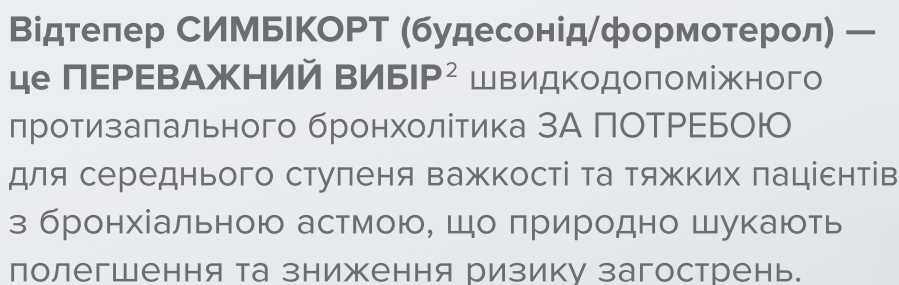 Відтепер СИМБІКОРТ (будесонід/формотерол) —
це ПЕРЕВАЖНИЙ ВИБІР² швидкодопоміжного
протизапального бронхолітика ЗА ПОТРЕБОЮ
для середнього ступеня важкості та тяжких пацієнтів
з бронхіальною астмою, що природно шукають
полегшення та зниження ризику загострень.